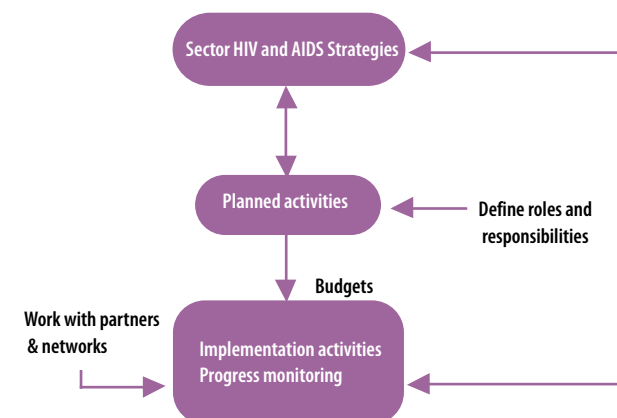 Sector HIV and AIDS Strategies
Planned activities
Define roles and
responsibilities
Budgets
Work with partners
& networks
Implementation activities
Progress monitoring